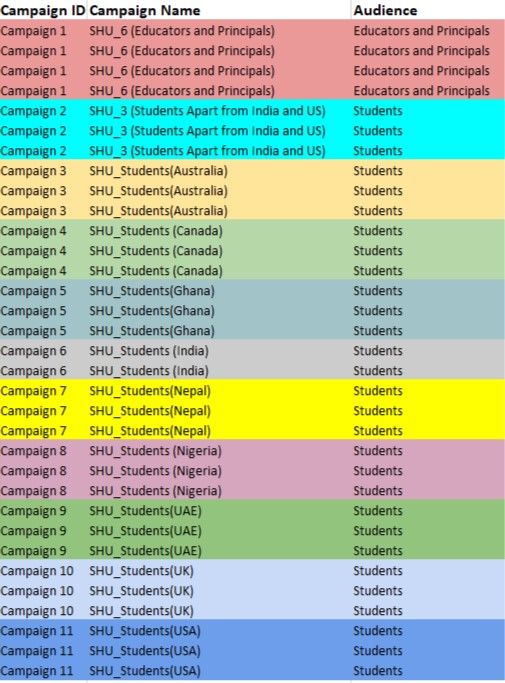 Campaign ID Campaign Name Audience
Campaign 1 SHU_6 (Educators and Principals) Educators and Principals
Campaign 1 SHU_6 (Educators and Principals) Educators and Principals
Campaign 1 SHU_6 (Educators and Principals) Educators and Principals
Campaign 1 SHU_6 (Educators and Principals) Educators and Principals
Campaign 2 SHU_3 (Students Apart from India and US) Students
Campaign 2 SHU_3 (Students Apart from India and US) Students
Campaign 2 SHU_3 (Students Apart from India and US) Students
Campaign 3 SHU_Students(Australia) Students
Campaign 3 SHU_Students(Australia) Students
Campaign 3 SHU_Students(Australia) Students
Campaign 4 SHU_Students (Canada) Students
Campaign 4 SHU_Students (Canada) Students
Campaign 4 SHU_Students (Canada) Students
Campaign 5 SHU_Students(Ghana) Students
Campaign 5 SHU_Students(Ghana) Students
Campaign 5 SHU_Students(Ghana) Students
Campaign 6 SHU_Students (India) Students
Campaign 6 SHU_Students (India) Students
Campaign 7 SHU_Students(Nepal) Students
Campaign 7 SHU_Students(Nepal) Students
Campaign 7 SHU_Students(Nepal) Students
Campaign 8 SHU_Students (Nigeria) Students
Campaign 8 SHU_Students (Nigeria) Students
Campaign 8 SHU_Students (Nigeria) Students
Campaign 9 SHU_Students(UAE) Students
Campaign 9 SHU_Students(UAE) Students
Campaign 9 SHU_Students(UAE) Students
Campaign 10 SHU_Students(UK) Students
Campaign 10 SHU_Students(UK) Students
Campaign 10 SHU_Students(UK) Students
Campaign 11 SHU_Students(USA) Students
Campaign 11 SHU_Students(USA) Students
Campaign 11 SHU_Students(USA) Students